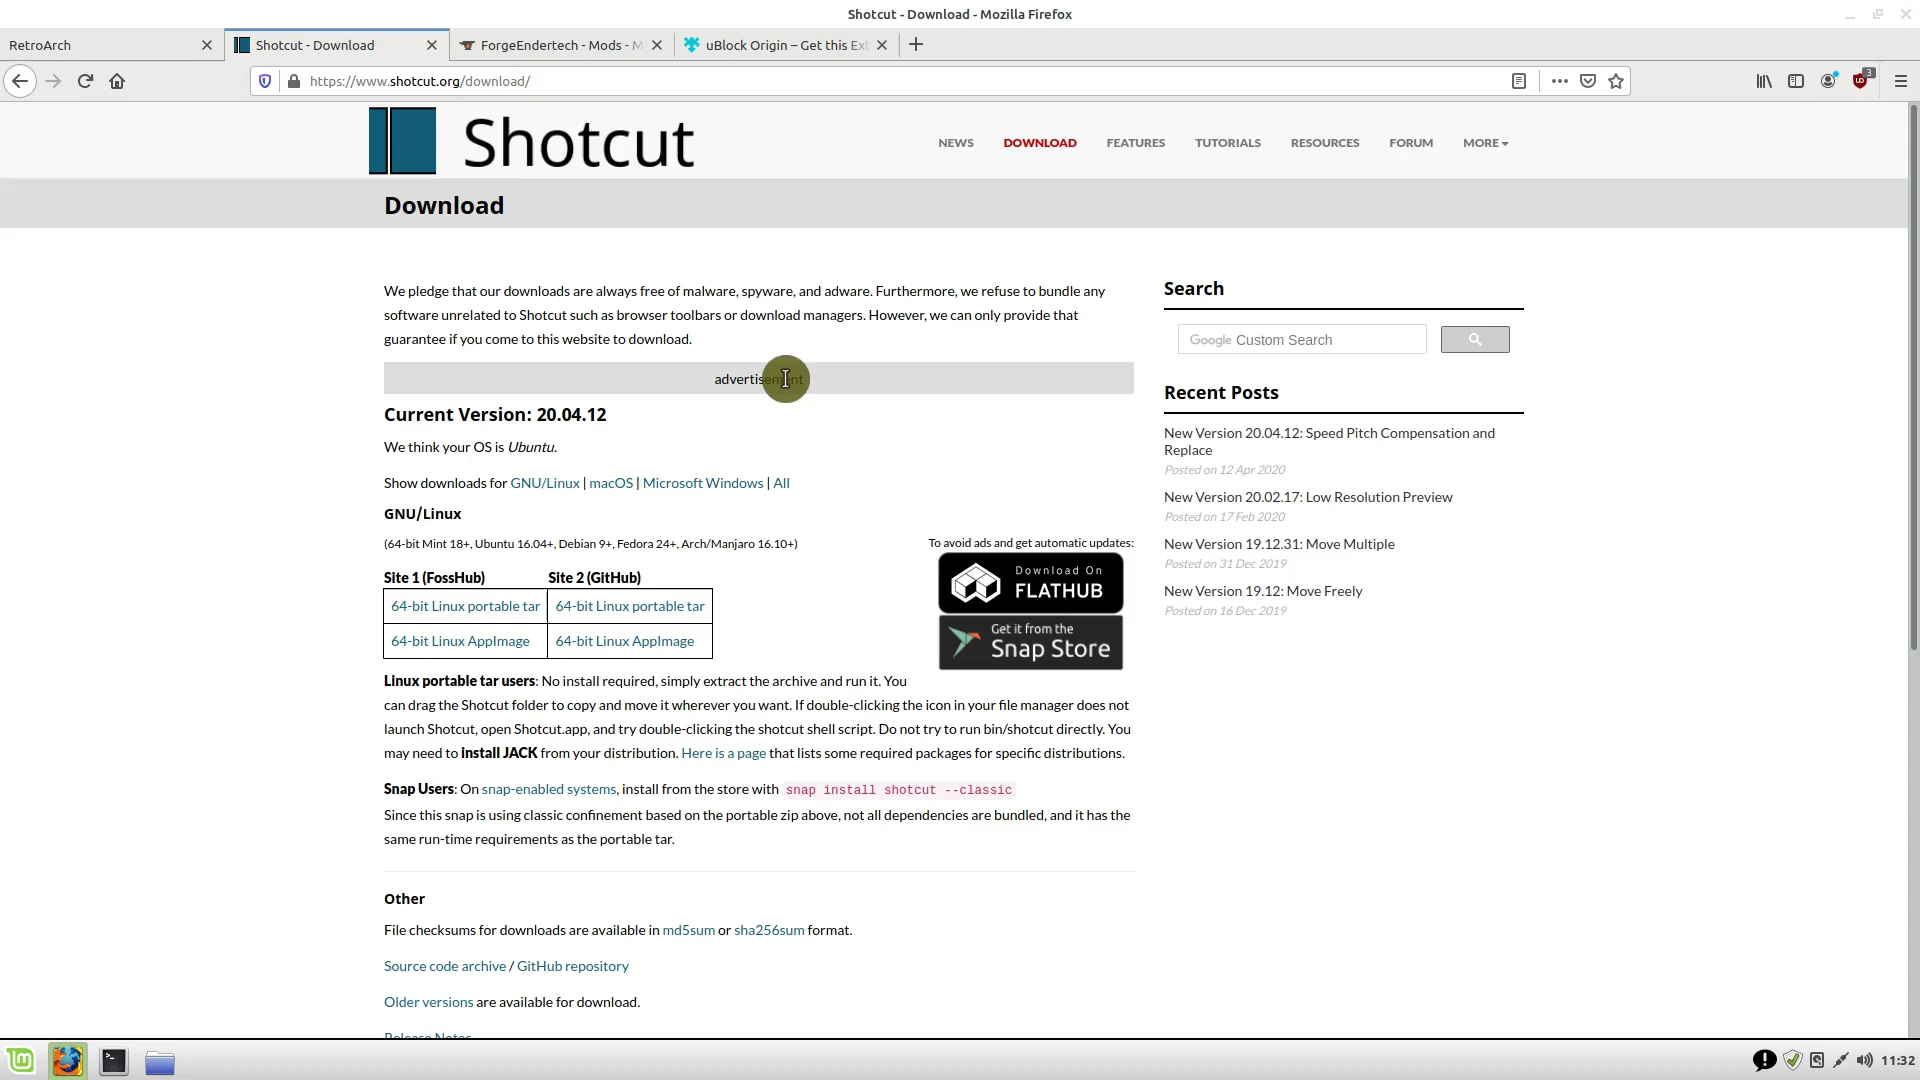 Shotcut - Download - Mozilla Firefox
RetroArch
Shotcut - Download
ForgeEndertech - Mods - M
uBlock Origin – Get this Ext
https://www.shotcut.org/download/
3
Shotcut
NEWS
DOWNLOAD
FEATURES
TUTORIALS
RESOURCES
FORUM
MORE
Download
We pledge that our downloads are always free of malware, spyware, and adware. Furthermore, we refuse to bundle any
software unrelated to Shotcut such as browser toolbars or download managers. However, we can only provide that
guarantee if you come to this website to download.
advertisement
Current Version: 20.04.12
We think your OS is Ubuntu.
Show downloads for GNU/Linux | macOS | Microsoft Windows | All
GNU/Linux
(64-bit Mint 18+, Ubuntu 16.04+, Debian 9+, Fedora 24+, Arch/Manjaro 16.10+)
To avoid ads and get automatic updates:
Download On
FLATHUB
Get it from the
Snap Store
Site 1 (FossHub)
Site 2 (GitHub)
64-bit Linux portable tar
64-bit Linux portable tar
64-bit Linux AppImage
64-bit Linux AppImage
Linux portable tar users: No install required, simply extract the archive and run it. You
can drag the Shotcut folder to copy and move it wherever you want. If double-clicking the icon in your file manager does not
launch Shotcut, open Shotcut.app, and try double-clicking the shotcut shell script. Do not try to run bin/shotcut directly. You
may need to install JACK from your distribution. Here is a page that lists some required packages for specific distributions.
Snap Users: On snap-enabled systems, install from the store with snap install shotcut --classic
Since this snap is using classic confinement based on the portable zip above, not all dependencies are bundled, and it has the
same run-time requirements as the portable tar.
Other
File checksums for downloads are available in md5sum or sha256sum format.
Source code archive / GitHub repository
Older versions are available for download.
Release Notes
Search
Google Custom Search
Recent Posts
New Version 20.04.12: Speed Pitch Compensation and
Replace
Posted on 12 Apr 2020
New Version 20.02.17: Low Resolution Preview
Posted on 17 Feb 2020
New Version 19.12.31: Move Multiple
Posted on 31 Dec 2019
New Version 19.12: Move Freely
Posted on 16 Dec 2019
11:32